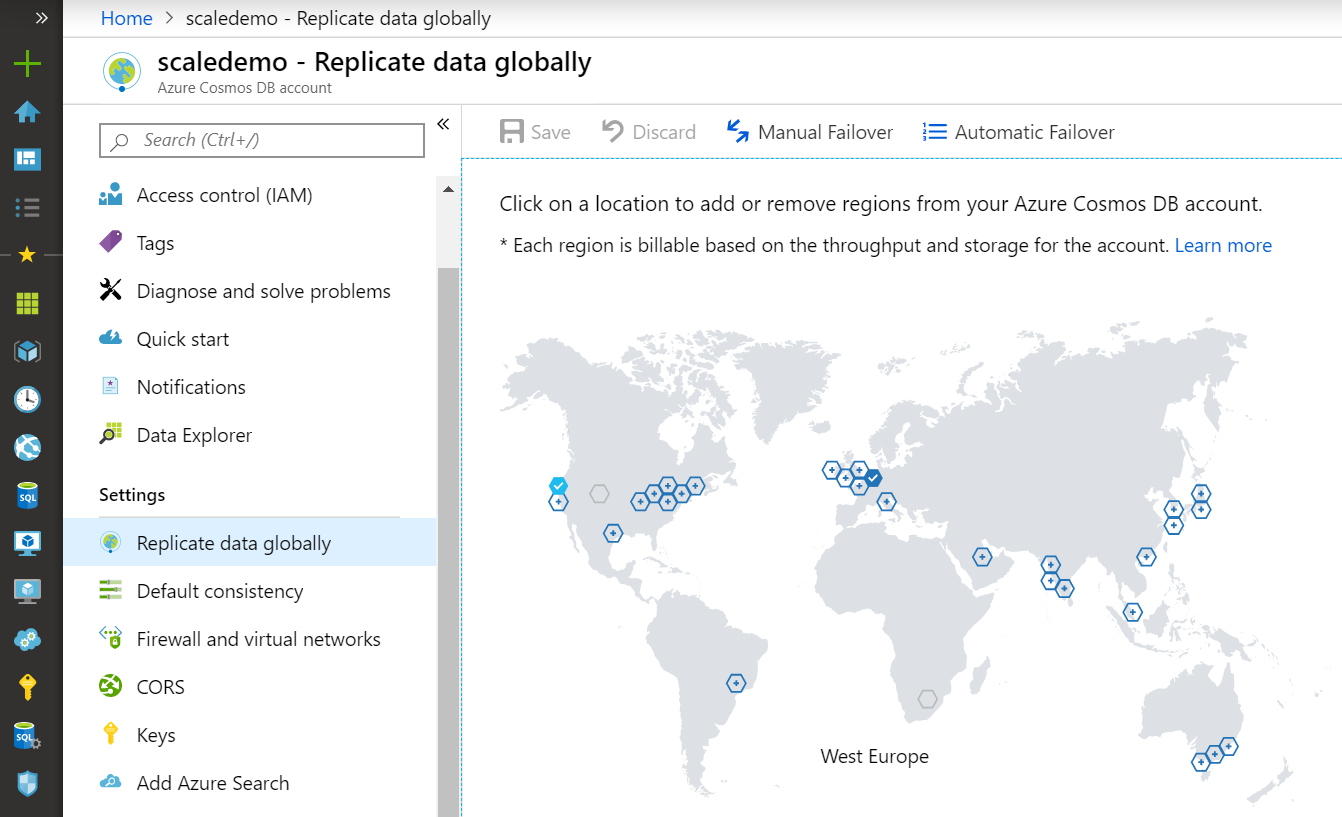 Home > scaledemo - Replicate data globally
scaledemo - Replicate data globally
Azure Cosmos DB account
Search (Ctrl+/)
Access control (IAM)
Tags
Diagnose and solve problems
Quick start
Notifications
Data Explorer
Settings
Replicate data globally
Default consistency
Firewall and virtual networks
CORS
Keys
Add Azure Search
Save Discard Manual Failover Automatic Failover
Click on a location to add or remove regions from your Azure Cosmos DB account.
* Each region is billable based on the throughput and storage for the account. Learn more
West Europe
SQL
SQL